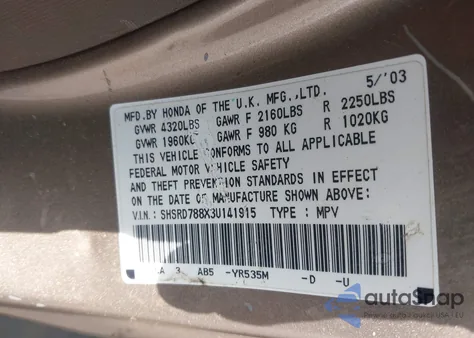 MFD.BY HONDA OF THE U.K. MFG.,LTD. 5/'03
GVWR 4320LBS GAWR F 2160LBS R 2250LBS
GVWR 1960KG GAWR F 980 KG R 1020KG
THIS VEHICLE CONFORMS TO ALL APPLICABLE
FEDERAL MOTOR VEHICLE SAFETY
AND THEFT PREVENTION STANDARDS IN EFFECT
ON THE DATE OF MANUFACTURE SHOWN ABOVE:
V.I.N.: SHSRD788X3U141915 TYPE : MPV
A 3 AB5 -YR535M -D -U
autoSnap